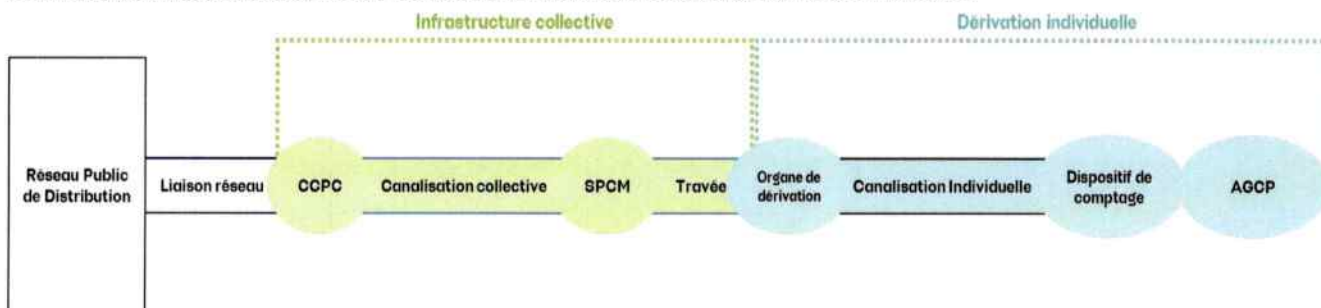 Infrastructure collective
Dérivation individuelle
Réseau Public
de Distribution
Liaison réseau
CCPC
Canalisation collective
SPCM
Travée
Organe de
dérivation
Canalisation Individuelle
Dispositif de
comptage
AGCP